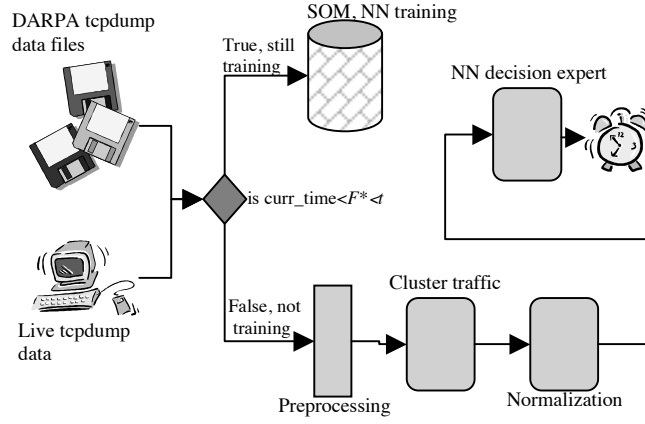 DARPA tcpdump
data files
SOM, NN training
True, still
training
NN decision expert
is curr_time<F*
False, not
training
Cluster traffic
Live tcpdump
data
Preprocessing
Normalization